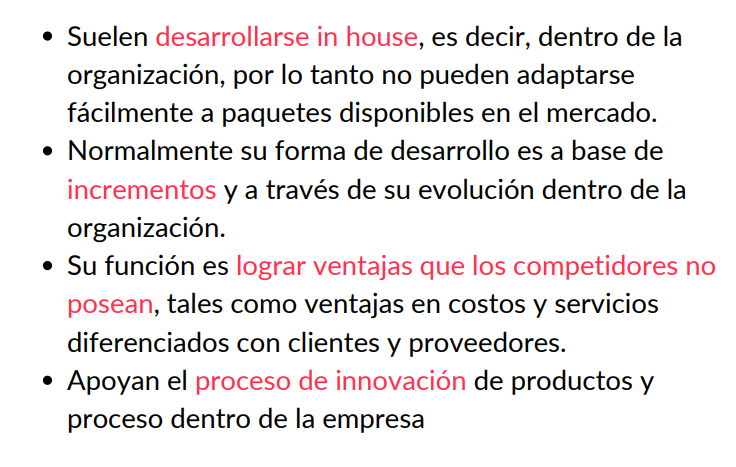 • Suelen desarrollarse in house, es decir, dentro de la
organización, por lo tanto no pueden adaptarse
fácilmente a paquetes disponibles en el mercado.
• Normalmente su forma de desarrollo es a base de
incrementos y a través de su evolución dentro de la
organización.
• Su función es lograr ventajas que los competidores no
posean, tales como ventajas en costos y servicios
diferenciados con clientes y proveedores.
• Apoyan el proceso de innovación de productos y
proceso dentro de la empresa